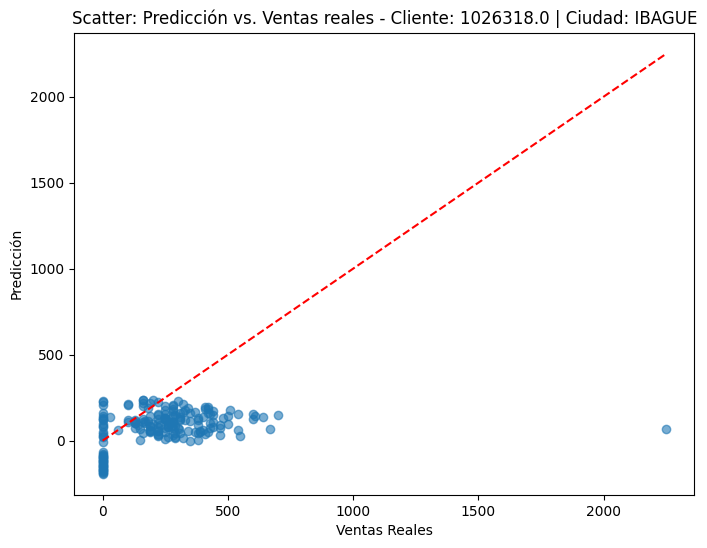 Scatter: Predicción vs. Ventas reales - Cliente: 1026318.0 | Ciudad: IBAGUE
Predicción
2000
1500
1000
500
0
0 500 1000 1500 2000
Ventas Reales